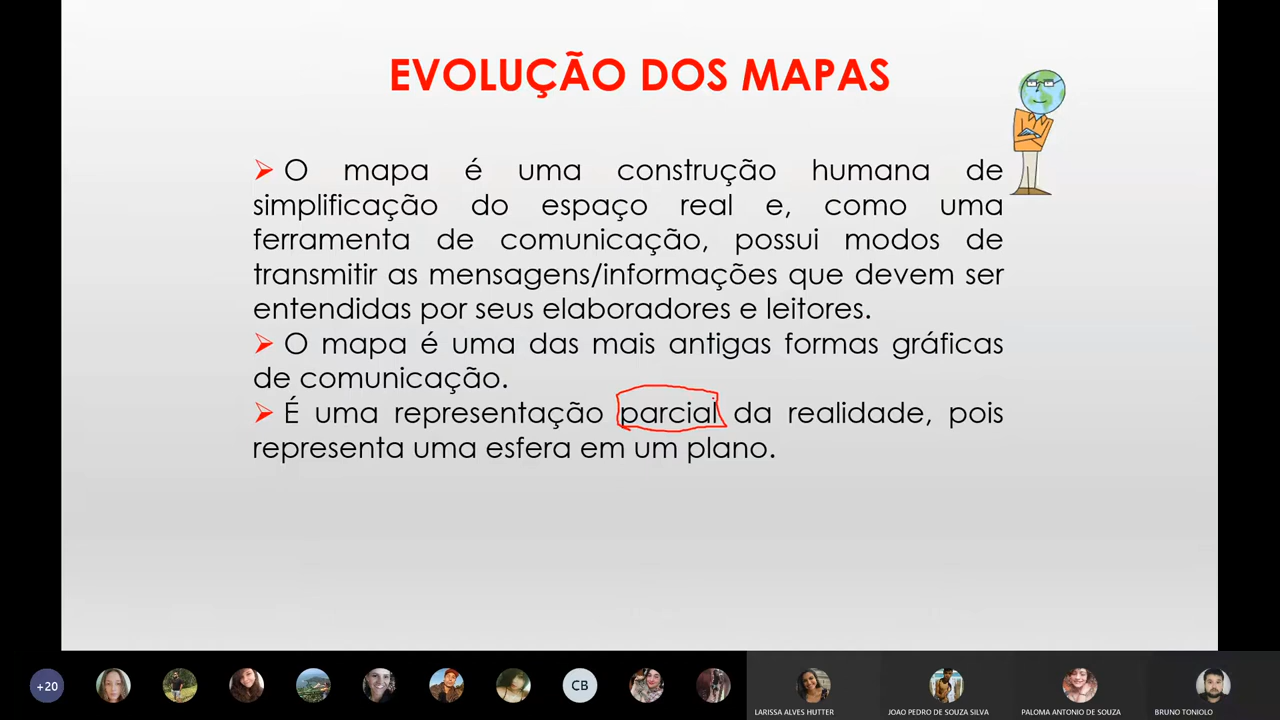 EVOLUÇÃO DOS MAPAS
➢ O mapa é uma construção humana de
simplificação do espaço real e, como uma
ferramenta de comunicação, possui modos de
transmitir as mensagens/informações que devem ser
entendidas por seus elaboradores e leitores.
➢ O mapa é uma das mais antigas formas gráficas
de comunicação.
➢ É uma representação parcial da realidade, pois
representa uma esfera em um plano.
+20
CB
LARISSA ALVES HUTTER
JOAO PEDRO DE SOUZA SILVA
PALOMA ANTONIO DE SOUZA
BRUNO TONIOLO